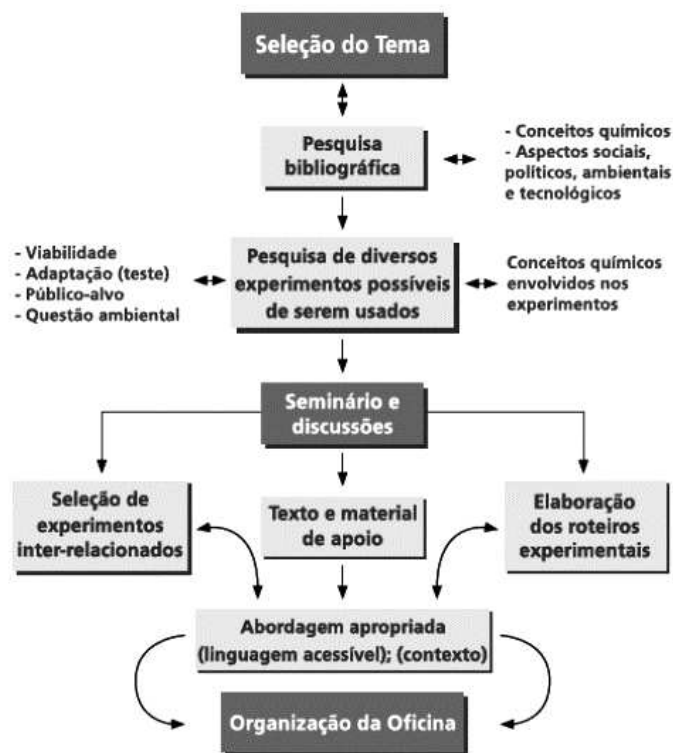 Seleção do Tema
Pesquisa
bibliográfica
- Conceitos químicos
- Aspectos sociais,
políticos, ambientais
e tecnológicos
- Viabilidade
- Adaptação (teste)
- Público-alvo
- Questão ambiental
Pesquisa de diversos
experimentos possíveis
de serem usados
Conceitos químicos
envolvidos nos
experimentos
Seminário e
discussões
Seleção de
experimentos
inter-relacionados
Texto e material
de apoio
Elaboração
dos roteiros
experimentais
Abordagem apropriada
(linguagem acessível); (contexto)
Organização da Oficina